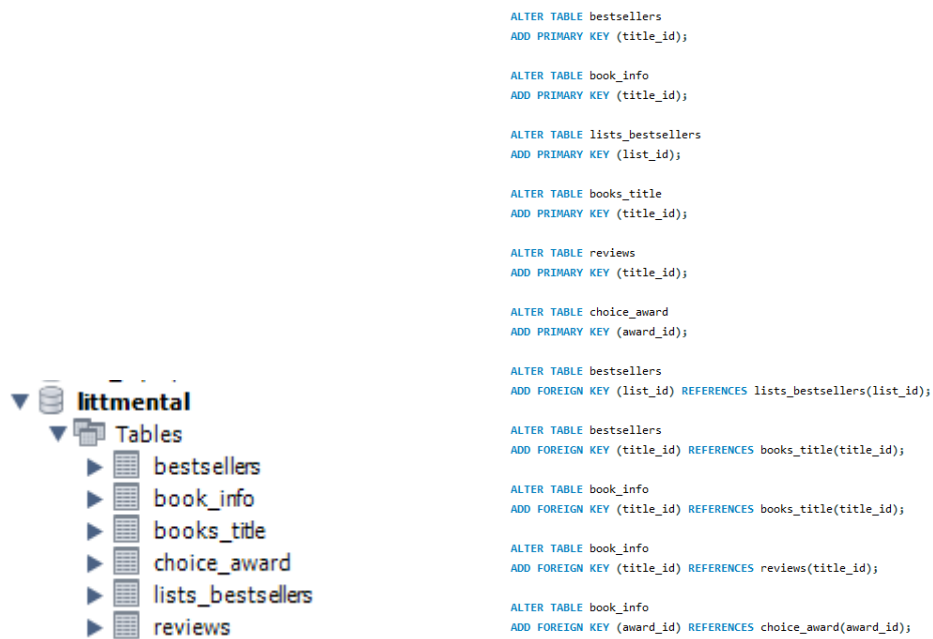 ALTER TABLE bestsellers
ADD PRIMARY KEY (title_id);
ALTER TABLE book_info
ADD PRIMARY KEY (title_id);
ALTER TABLE lists_bestsellers
ADD PRIMARY KEY (list_id);
ALTER TABLE books_title
ADD PRIMARY KEY (title_id);
ALTER TABLE reviews
ADD PRIMARY KEY (title_id);
ALTER TABLE choice_award
ADD PRIMARY KEY (award_id);
ALTER TABLE bestsellers
ADD FOREIGN KEY (list_id) REFERENCES lists_bestsellers(list_id);
ALTER TABLE bestsellers
ADD FOREIGN KEY (title_id) REFERENCES books_title(title_id);
ALTER TABLE book_info
ADD FOREIGN KEY (title_id) REFERENCES books_title(title_id);
ALTER TABLE book_info
ADD FOREIGN KEY (title_id) REFERENCES reviews(title_id);
ALTER TABLE book_info
ADD FOREIGN KEY (award_id) REFERENCES choice_award(award_id);
littmental
Tables
bestsellers
book_info
books_title
choice_award
lists_bestsellers
reviews